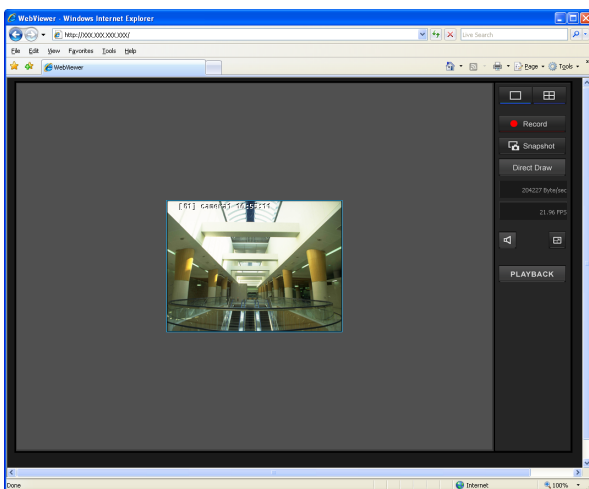 WebViewer - Windows Internet Explorer
http://XXX.XXX.XXX.XXX/
Live Search
File Edit View Favorites Tools Help
WebViewer
Page Tools
Record
Snapshot
Direct Draw
[01] camera1
204227 Byte/sec
21.96 FPS
PLAYBACK
Done
Internet
100%